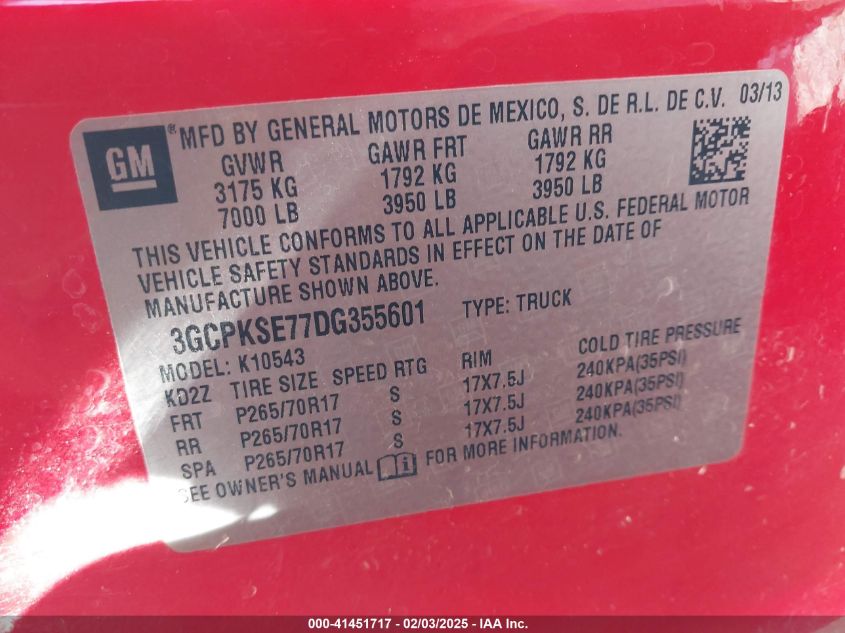 GM
® MFD BY GENERAL MOTORS DE MEXICO, S. DE R.L. DE C.V. 03/13
GVWR GAWR FRT GAWR RR
3175 KG 1792 KG 1792 KG
7000 LB 3950 LB 3950 LB
THIS VEHICLE CONFORMS TO ALL APPLICABLE U.S. FEDERAL MOTOR
VEHICLE SAFETY STANDARDS IN EFFECT ON THE DATE OF
MANUFACTURE SHOWN ABOVE.
3GCPKSE77DG355601 TYPE: TRUCK
MODEL: K10543
KD2Z TIRE SIZE SPEED RTG RIM COLD TIRE PRESSURE
FRT P265/70R17 S 17X7.5J 240KPA(35PSI)
RR P265/70R17 S 17X7.5J 240KPA(35PSI)
SPA P265/70R17 S 17X7.5J 240KPA(35PSI)
SEE OWNER'S MANUAL FOR MORE INFORMATION.
000-41451717 - 02/03/2025 - IAA Inc.